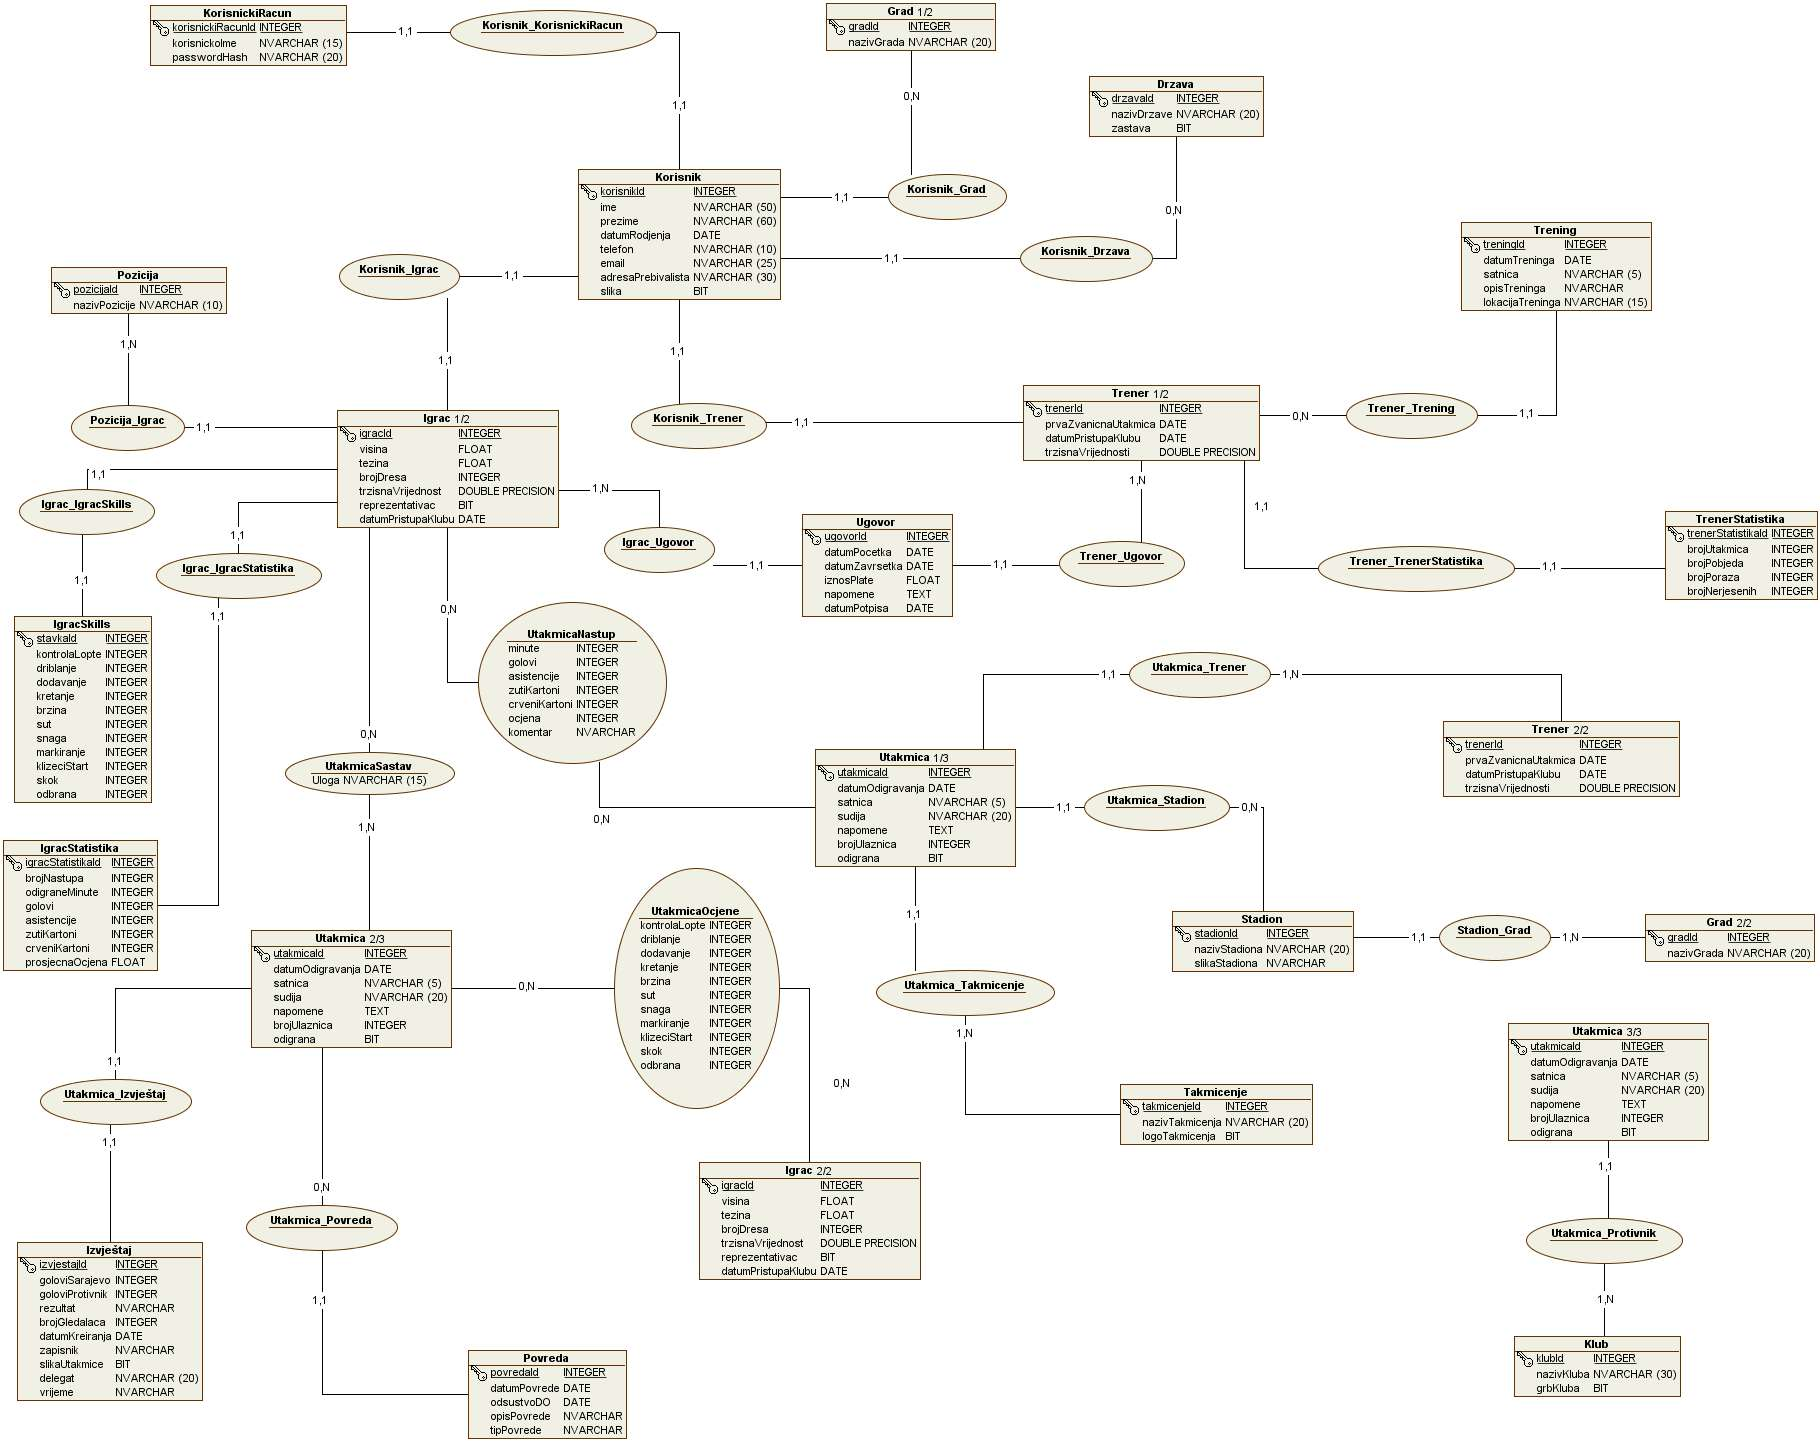 KorisnickiRacun
korisnickiRacunId INTEGER
korisnickoIme NVARCHAR (15)
passwordHash NVARCHAR (20)
1,1
Korisnik_KorisnickiRacun
1,1
Grad 1/2
gradId INTEGER
nazivGrada NVARCHAR (20)
0,N
Drzava
drzavaId INTEGER
nazivDrzave NVARCHAR (20)
zastava BIT
0,N
Korisnik
korisnikId INTEGER
ime NVARCHAR (50)
prezime NVARCHAR (60)
datumRodjenja DATE
telefon NVARCHAR (10)
email NVARCHAR (25)
adresaPrebivalista NVARCHAR (30)
slika BIT
1,1
Korisnik_Grad
1,1
Korisnik_Drzava
Trening
treningId INTEGER
datumTreninga DATE
satnica NVARCHAR (5)
opisTreninga NVARCHAR
lokacijaTreninga NVARCHAR (15)
Korisnik_Igrac
1,1
1,1
Pozicija
pozicijaId INTEGER
nazivPozicije NVARCHAR (10)
1,N
Pozicija_Igrac
1,1
1,1
Korisnik_Trener
1,1
Trener 1/2
trenerId INTEGER
prvaZvanicnaUtakmica DATE
datumPristupaKlubu DATE
trzisnaVrijednosti DOUBLE PRECISION
0,N
Trener_Trening
1,1
Igrac 1/2
igracId INTEGER
visina FLOAT
tezina FLOAT
brojDresa INTEGER
trzisnaVrijednost DOUBLE PRECISION
reprezentativac BIT
datumPristupaKlubu DATE
1,1
Igrac_IgracSkills
1,1
1,1
Igrac_IgracStatistika
1,1
1,N
Igrac_Ugovor
1,1
Ugovor
ugovorId INTEGER
datumPocetka DATE
datumZavrsetka DATE
iznosPlate FLOAT
napomene TEXT
datumPotpisa DATE
1,1
Trener_Ugovor
1,N
1,1
Trener_TrenerStatistika
1,1
TrenerStatistika
trenerStatistikaId INTEGER
brojUtakmica INTEGER
brojPobjeda INTEGER
brojPoraza INTEGER
brojNerjesenih INTEGER
IgracSkills
stavkaId INTEGER
kontrolaLopte INTEGER
driblanje INTEGER
dodavanje INTEGER
kretanje INTEGER
brzina INTEGER
sut INTEGER
snaga INTEGER
markiranje INTEGER
klizeciStart INTEGER
skok INTEGER
odbrana INTEGER
0,N
UtakmicaNastup
minute INTEGER
golovi INTEGER
asistencije INTEGER
zutiKartoni INTEGER
crveniKartoni INTEGER
ocjena INTEGER
komentar NVARCHAR
0,N
0,N
UtakmicaSastav
Uloga NVARCHAR (15)
1,N
1,1
Utakmica_Trener
1,N
Trener 2/2
trenerId INTEGER
prvaZvanicnaUtakmica DATE
datumPristupaKlubu DATE
trzisnaVrijednosti DOUBLE PRECISION
Utakmica 1/3
utakmicaId INTEGER
datumOdigravanja DATE
satnica NVARCHAR (5)
sudija NVARCHAR (20)
napomene TEXT
brojUlaznica INTEGER
odigrana BIT
1,1
Utakmica_Stadion
0,N
IgracStatistika
igracStatistikaId INTEGER
brojNastupa INTEGER
odigraneMinute INTEGER
golovi INTEGER
asistencije INTEGER
zutiKartoni INTEGER
crveniKartoni INTEGER
prosjecnaOcjena FLOAT
UtakmicaOcjene
kontrolaLopte INTEGER
driblanje INTEGER
dodavanje INTEGER
kretanje INTEGER
brzina INTEGER
sut INTEGER
snaga INTEGER
markiranje INTEGER
klizeciStart INTEGER
skok INTEGER
odbrana INTEGER
0,N
0,N
1,1
Utakmica_Takmicenje
1,N
Stadion
stadionId INTEGER
nazivStadiona NVARCHAR (20)
slikaStadiona NVARCHAR
1,1
Stadion_Grad
1,N
Grad 2/2
gradId INTEGER
nazivGrada NVARCHAR (20)
Utakmica 2/3
utakmicaId INTEGER
datumOdigravanja DATE
satnica NVARCHAR (5)
sudija NVARCHAR (20)
napomene TEXT
brojUlaznica INTEGER
odigrana BIT
1,1
Utakmica_Izvještaj
1,1
Takmicenje
takmicenjeId INTEGER
nazivTakmicenja NVARCHAR (20)
logoTakmicenja BIT
Utakmica 3/3
utakmicaId INTEGER
datumOdigravanja DATE
satnica NVARCHAR (5)
sudija NVARCHAR (20)
napomene TEXT
brojUlaznica INTEGER
odigrana BIT
1,1
Utakmica_Protivnik
1,N
0,N
Utakmica_Povreda
1,1
Igrac 2/2
igracId INTEGER
visina FLOAT
tezina FLOAT
brojDresa INTEGER
trzisnaVrijednost DOUBLE PRECISION
reprezentativac BIT
datumPristupaKlubu DATE
Izvještaj
izvjestajId INTEGER
goloviSarajevo INTEGER
goloviProtivnik INTEGER
rezultat NVARCHAR
brojGledalaca INTEGER
datumKreiranja DATE
zapisnik NVARCHAR
slikaUtakmice BIT
delegat NVARCHAR (20)
vrijeme NVARCHAR
Povreda
povredaId INTEGER
datumPovrede DATE
odsustvoDO DATE
opisPovrede NVARCHAR
tipPovrede NVARCHAR
Klub
klubId INTEGER
nazivKluba NVARCHAR (30)
grbKluba BIT